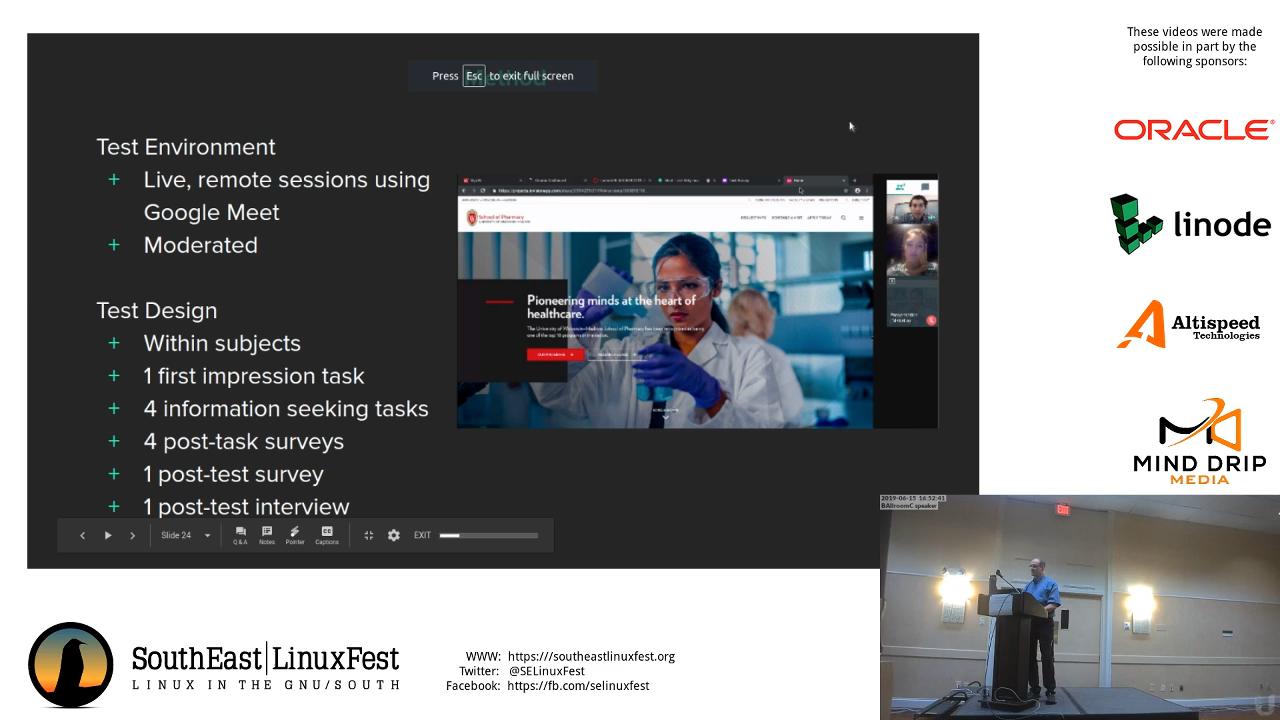 These videos were made
possible in part by the
following sponsors:
ORACLE®
linode
Altispeed
Technologies
MIND DRIP
MEDIA
Press Esc to exit full screen
Method
Test Environment
+ Live, remote sessions using
Google Meet
+ Moderated
Test Design
+ Within subjects
+ 1 first impression task
+ 4 information seeking tasks
+ 4 post-task surveys
+ 1 post-test survey
+ 1 post-test interview
School of Pharmacy
Pioneering minds at the heart of
healthcare.
Slide 24
Q&A Notes Pointer Captions
EXIT
2019-06-15 16:52:41
BAllroomC speaker
EXIT
SouthEast|LinuxFest
LINUX IN THE GNU/SOUTH
WWW: https:///southeastlinuxfest.org
Twitter: @SELinuxFest
Facebook: https://fb.com/selinuxfest